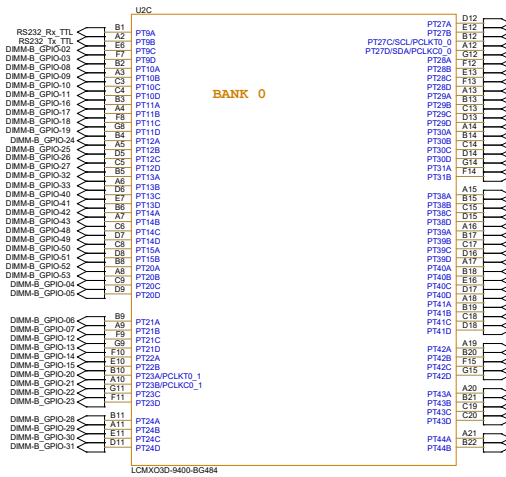 U2C
BANK 0
RS232_Rx_TTL B1 PT9A PT27A D12
RS232_Tx_TTL A2 PT9B PT27B E12
DIMM-B_GPIO-02 E6 PT9C PT27C/SCL/PCLKT0_0 B12
DIMM-B_GPIO-03 F7 PT9D PT27D/SDA/PCLKC0_0 A12
DIMM-B_GPIO-08 B2 PT10A PT28A G12
DIMM-B_GPIO-09 A3 PT10B PT28B F12
DIMM-B_GPIO-10 C3 PT10C PT28C E13
DIMM-B_GPIO-11 C4 PT10D PT28D F13
DIMM-B_GPIO-16 B3 PT11A PT29A A13
DIMM-B_GPIO-17 A4 PT11B PT29B B13
DIMM-B_GPIO-18 F8 PT11C PT29C C13
DIMM-B_GPIO-19 G8 PT11D PT29D D13
DIMM-B_GPIO-24 B4 PT12A PT30A A14
DIMM-B_GPIO-25 A5 PT12B PT30B B14
DIMM-B_GPIO-26 D5 PT12C PT30C C14
DIMM-B_GPIO-27 C5 PT12D PT30D D14
DIMM-B_GPIO-32 B5 PT13A PT31A G14
DIMM-B_GPIO-33 A6 PT13B PT31B F14
DIMM-B_GPIO-40 D6 PT13C PT38A A15
DIMM-B_GPIO-41 E7 PT13D PT38B B15
DIMM-B_GPIO-42 B6 PT14A PT38C C15
DIMM-B_GPIO-43 A7 PT14B PT38D D15
DIMM-B_GPIO-48 C6 PT14C PT39A A16
DIMM-B_GPIO-49 D7 PT14D PT39B B17
DIMM-B_GPIO-50 C8 PT15A PT39C C17
DIMM-B_GPIO-51 D8 PT15B PT39D D16
DIMM-B_GPIO-52 B8 PT20A PT40A A17
DIMM-B_GPIO-53 A8 PT20B PT40B B18
DIMM-B_GPIO-04 C9 PT20C PT40C E16
DIMM-B_GPIO-05 D9 PT20D PT40D D17
PT41A A18
PT41B B19
DIMM-B_GPIO-06 B9 PT21A PT41C C18
DIMM-B_GPIO-07 A9 PT21B PT41D D18
DIMM-B_GPIO-12 F9 PT21C
DIMM-B_GPIO-13 G9 PT21D PT42A A19
DIMM-B_GPIO-14 F10 PT22A PT42B B20
DIMM-B_GPIO-15 E10 PT22B PT42C F15
DIMM-B_GPIO-20 B10 PT23A/PCLKT0_1 PT42D G15
DIMM-B_GPIO-21 A10 PT23B/PCLKC0_1
DIMM-B_GPIO-22 G11 PT23C PT43A A20
DIMM-B_GPIO-23 F11 PT23D PT43B B21
PT43C C19
DIMM-B_GPIO-28 B11 PT24A PT43D C20
DIMM-B_GPIO-29 A11 PT24B
DIMM-B_GPIO-30 E11 PT24C PT44A A21
DIMM-B_GPIO-31 D11 PT24D PT44B B22
LCMXO3D-9400-BG484